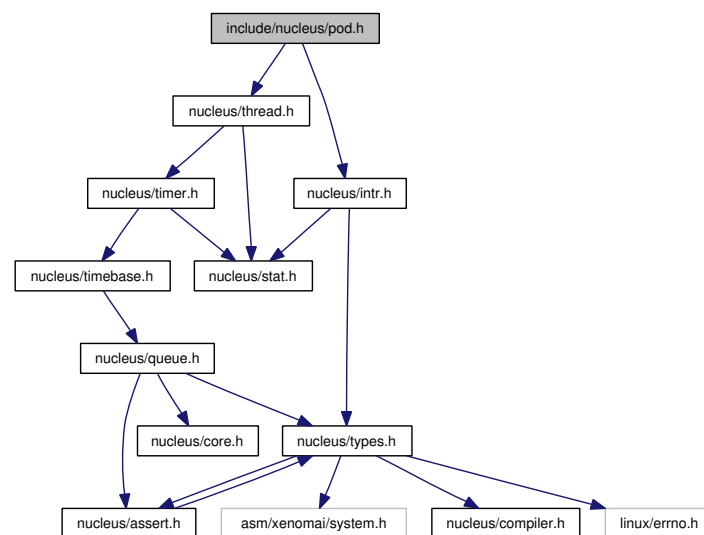 include/nucleus/pod.h
nucleus/thread.h
nucleus/timer.h
nucleus/intr.h
nucleus/timebase.h
nucleus/stat.h
nucleus/queue.h
nucleus/core.h
nucleus/types.h
nucleus/assert.h
asm/xenomai/system.h
nucleus/compiler.h
linux/errno.h